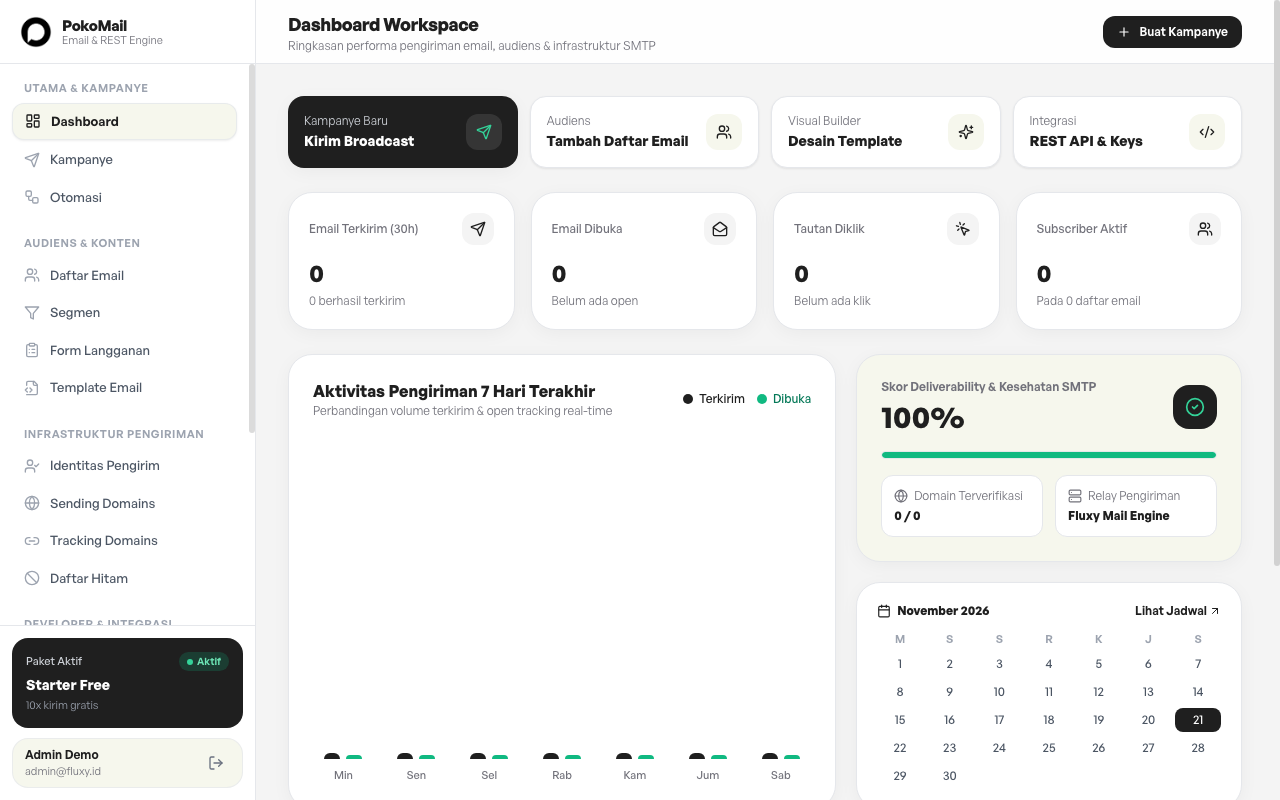 PokoMail
Email & REST Engine
UTAMA & KAMPANYE
Dashboard
Kampanye
Otomasi
AUDIENS & KONTEN
Daftar Email
Segmen
Form Langganan
Template Email
INFRASTRUKTUR PENGIRIMAN
Identitas Pengirim
Sending Domains
Tracking Domains
Daftar Hitam
DEVELOPER & INTEGRASI
Paket Aktif
Aktif
Starter Free
10x kirim gratis
Admin Demo
admin@fluxy.id
Dashboard Workspace
Ringkasan performa pengiriman email, audiens & infrastruktur SMTP
Buat Kampanye
Kampanye Baru
Kirim Broadcast
Audiens
Tambah Daftar Email
Visual Builder
Desain Template
Integrasi
REST API & Keys
Email Terkirim (30h)
0
0 berhasil terkirim
Email Dibuka
0
Belum ada open
Tautan Diklik
0
Belum ada klik
Subscriber Aktif
0
Pada 0 daftar email
Aktivitas Pengiriman 7 Hari Terakhir
Perbandingan volume terkirim & open tracking real-time
Terkirim Dibuka
Min Sen Sel Rab Kam Jum Sab
Skor Deliverability & Kesehatan SMTP
100%
Domain Terverifikasi
0 / 0
Relay Pengiriman
Fluxy Mail Engine
November 2026
Lihat Jadwal
M S S R K J S
1 2 3 4 5 6 7
8 9 10 11 12 13 14
15 16 17 18 19 20 21
22 23 24 25 26 27 28
29 30